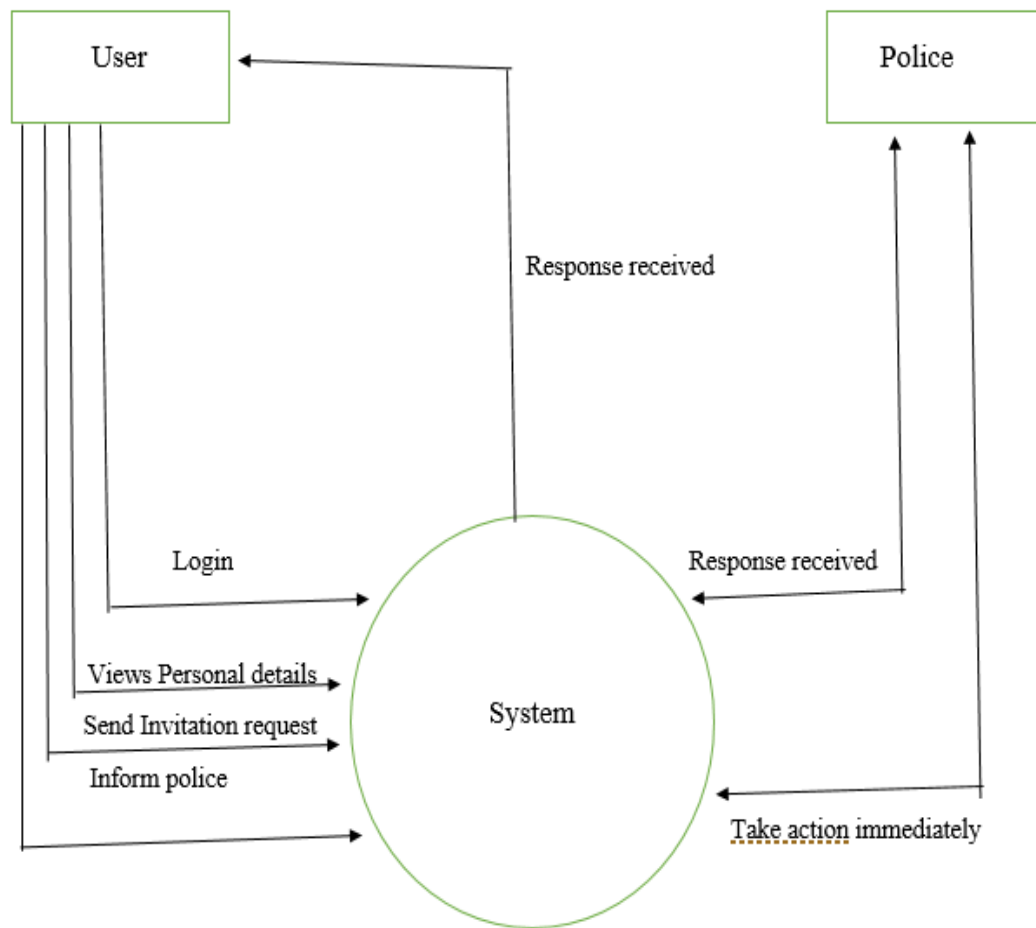 User
Police
Response received
Login
Response received
Views Personal details
Send Invitation request
System
Inform police
Take action immediately